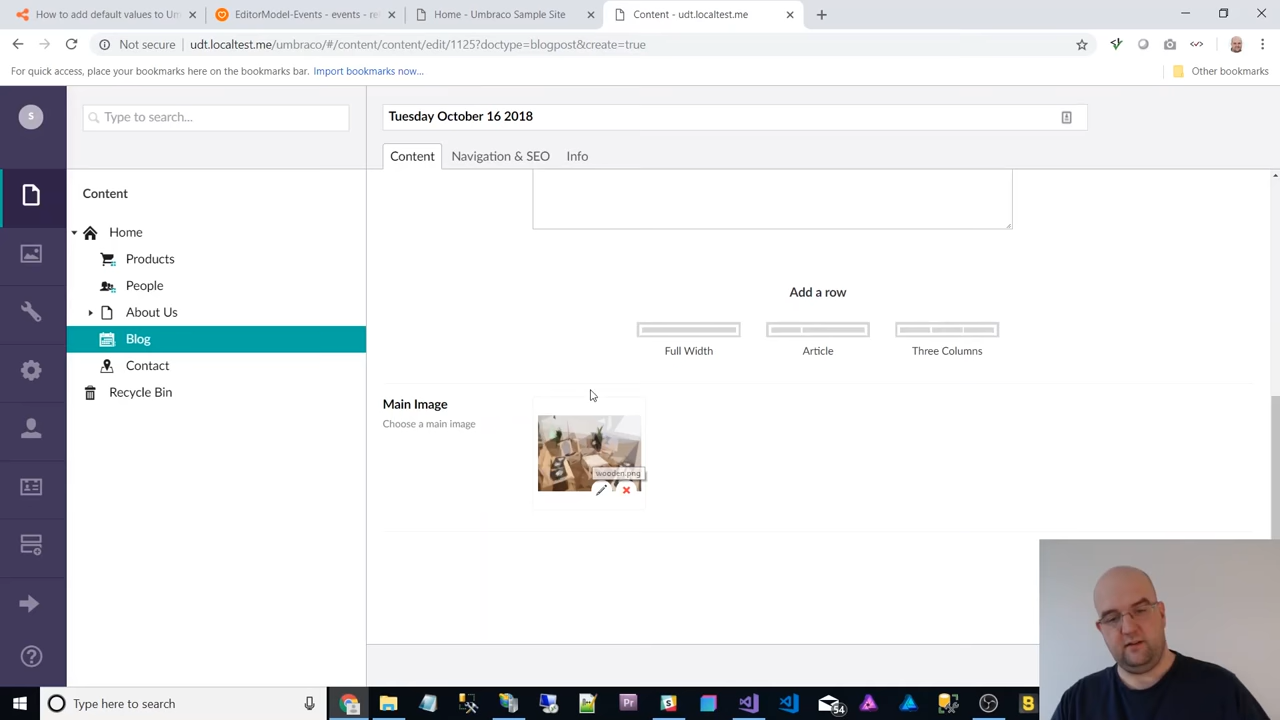 How to add default values to Um
EditorModel-Events - events - re
Home - Umbraco Sample Site
Content - udt.localtest.me
Not secure
udt.localtest.me/umbraco/#/content/content/edit/1125?doctype=blogpost&create=true
For quick access, place your bookmarks here on the bookmarks bar. Import bookmarks now...
Other bookmarks
S
Type to search...
Tuesday October 16 2018
Content
Navigation & SEO
Info
Content
Home
Products
People
About Us
Blog
Contact
Recycle Bin
Add a row
Full Width
Article
Three Columns
Main Image
Choose a main image
wooden.png
Type here to search
Pr
54
B